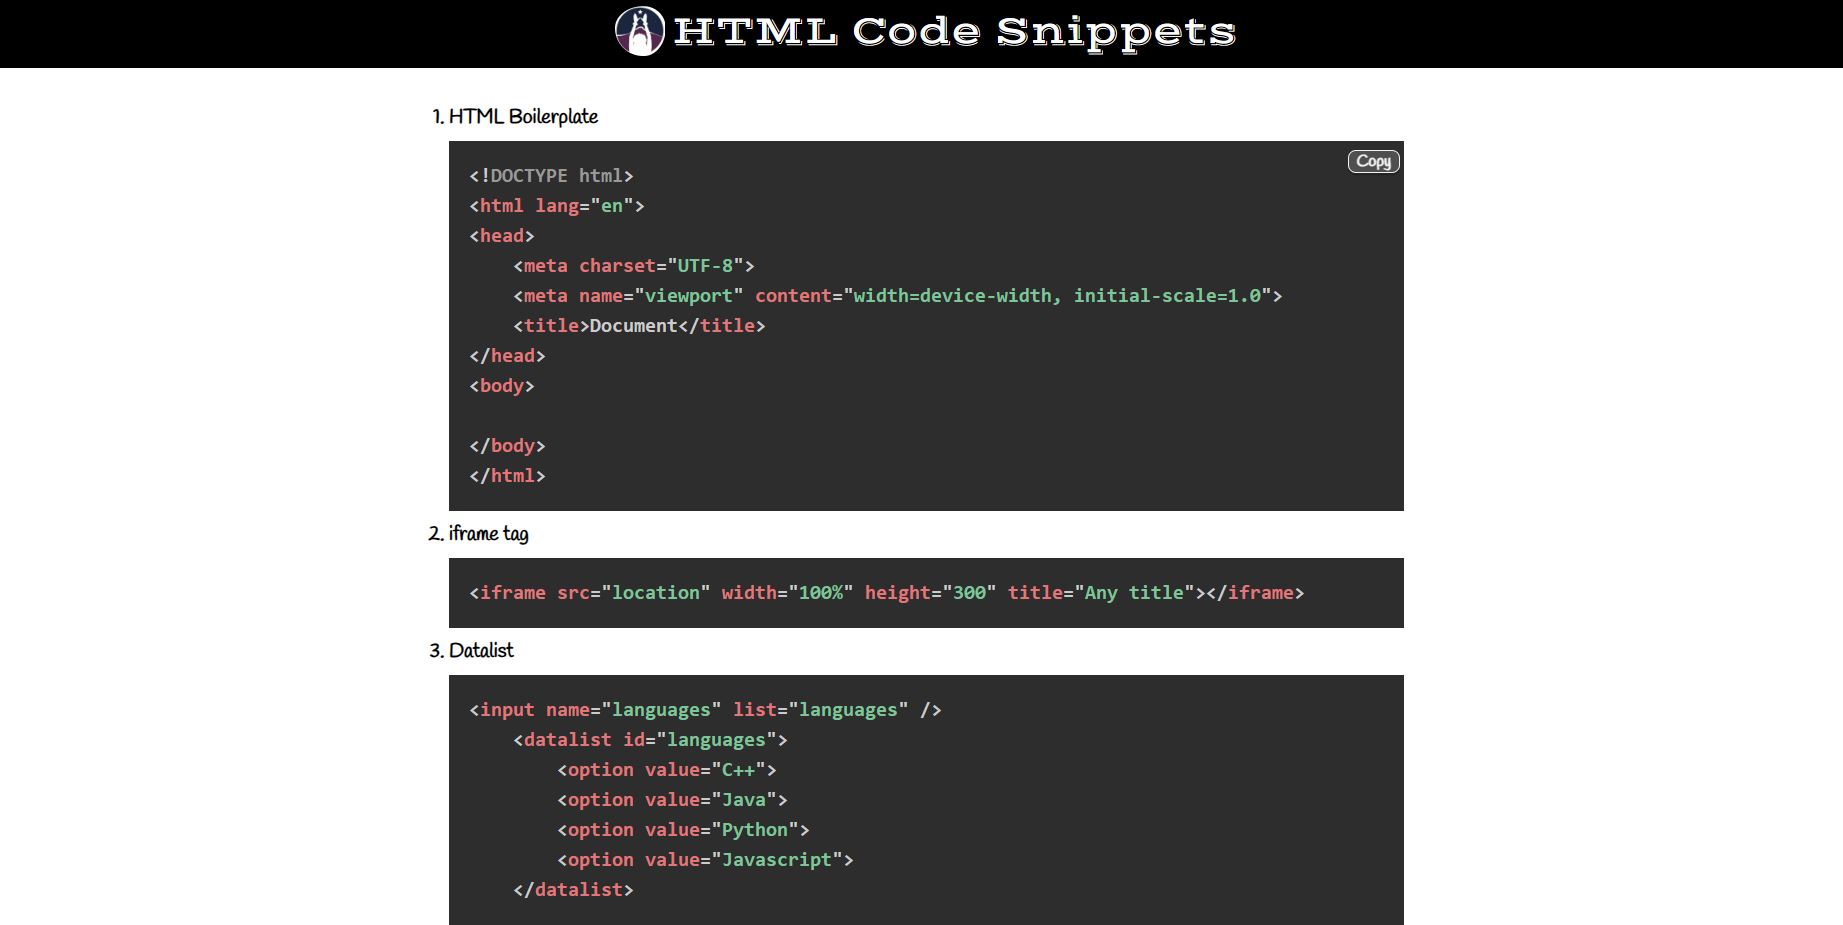 HTML Code Snippets
1. HTML Boilerplate
Copy
<!DOCTYPE html>
<html lang="en">
<head>
    <meta charset="UTF-8">
    <meta name="viewport" content="width=device-width, initial-scale=1.0">
    <title>Document</title>
</head>
<body>

</body>
</html>
2. iframe tag
<iframe src="location" width="100%" height="300" title="Any title"></iframe>
3. Datalist
<input name="languages" list="languages" />
    <datalist id="languages">
        <option value="C++">
        <option value="Java">
        <option value="Python">
        <option value="Javascript">
    </datalist>